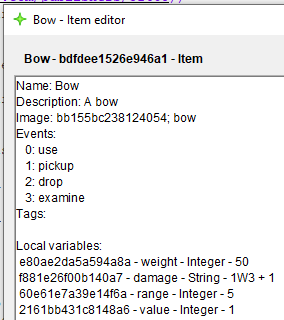 Bow - Item editor
Bow - bdfdee1526e946a1 - Item
Name: Bow
Description: A bow
Image: bb155bc238124054; bow
Events:
0: use
1: pickup
2: drop
3: examine
Tags:
Local variables:
e80ae2da5a594a8a - weight - Integer - 50
f881e26f00b140a7 - damage - String - 1W3 + 1
60e61e7a39e14f6a - range - Integer - 5
2161bb431c8148a6 - value - Integer - 1